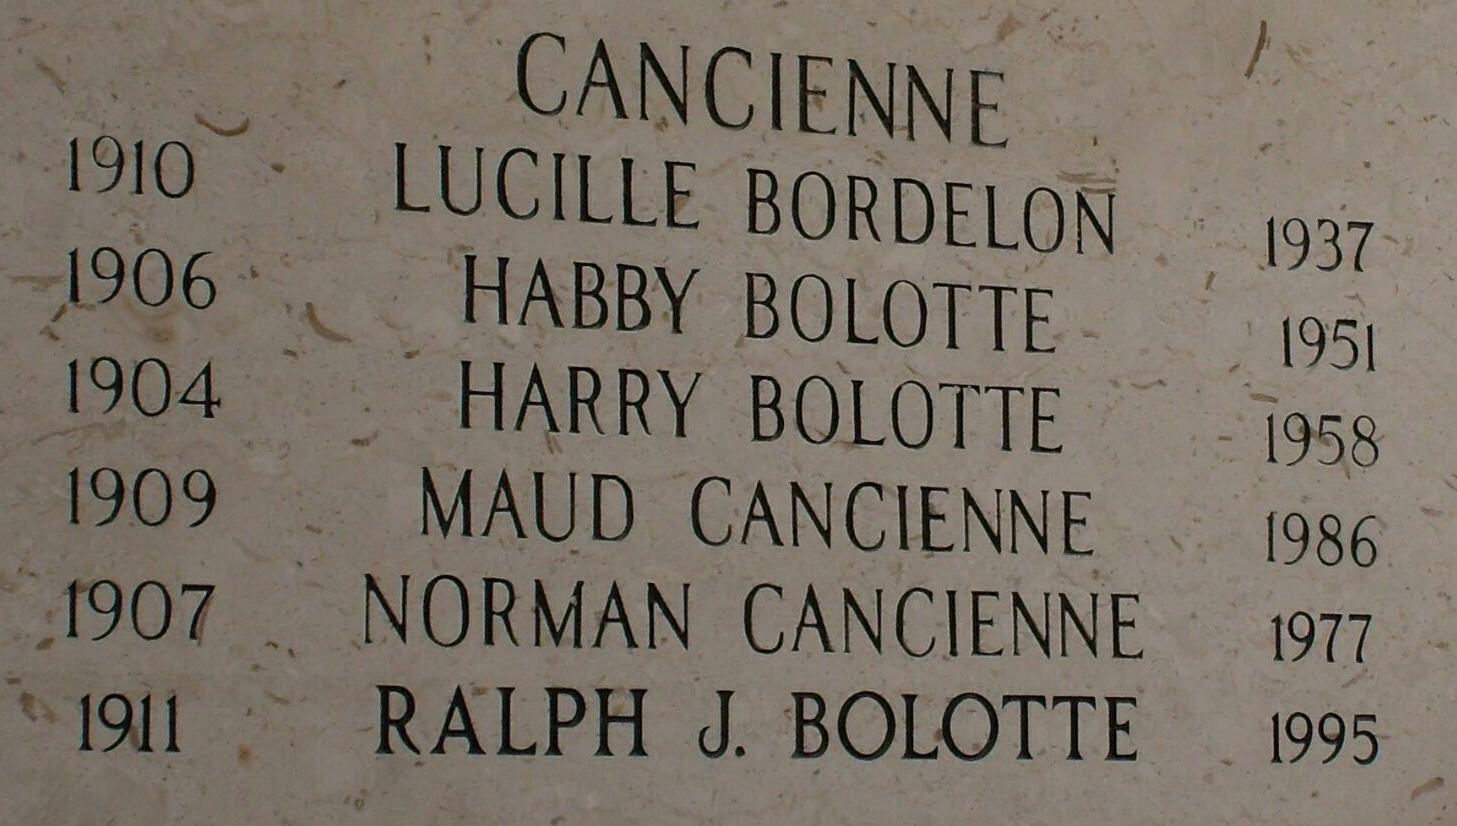 CANCIENNE
1910 LUCILLE BORDELON 1937
1906 HABBY BOLOTTE 1951
1904 HARRY BOLOTTE 1958
1909 MAUD CANCIENNE 1986
1907 NORMAN CANCIENNE 1977
1911 RALPH J. BOLOTTE 1995